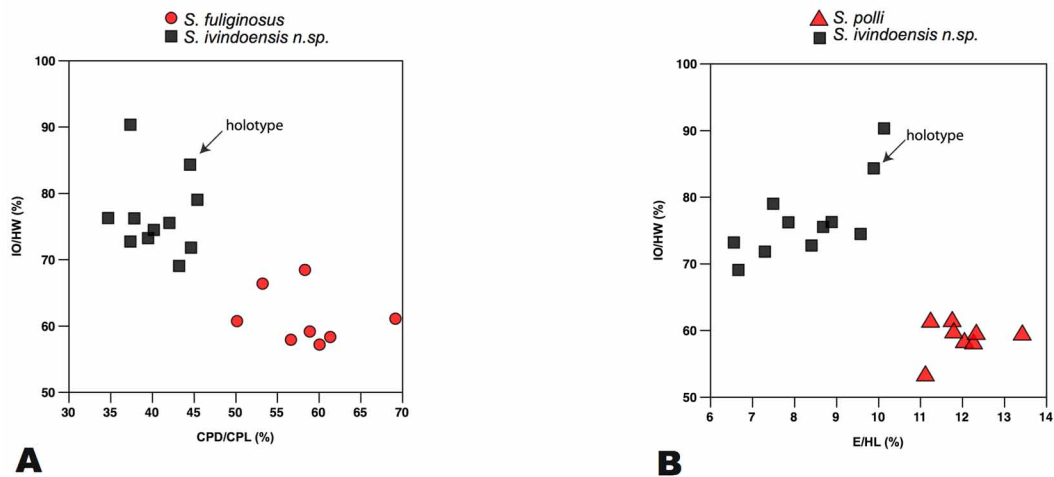 S. fuliginosus
S. ivindoensis n.sp.
100
90
80
70
60
50
IO/HW (%)
holotype
30 35 40 45 50 55 60 65 70
CPD/CPL (%)
A
S. polli
S. ivindoensis n.sp.
100
90
80
70
60
50
IO/HW (%)
holotype
6 7 8 9 10 11 12 13 14
E/HL (%)
B